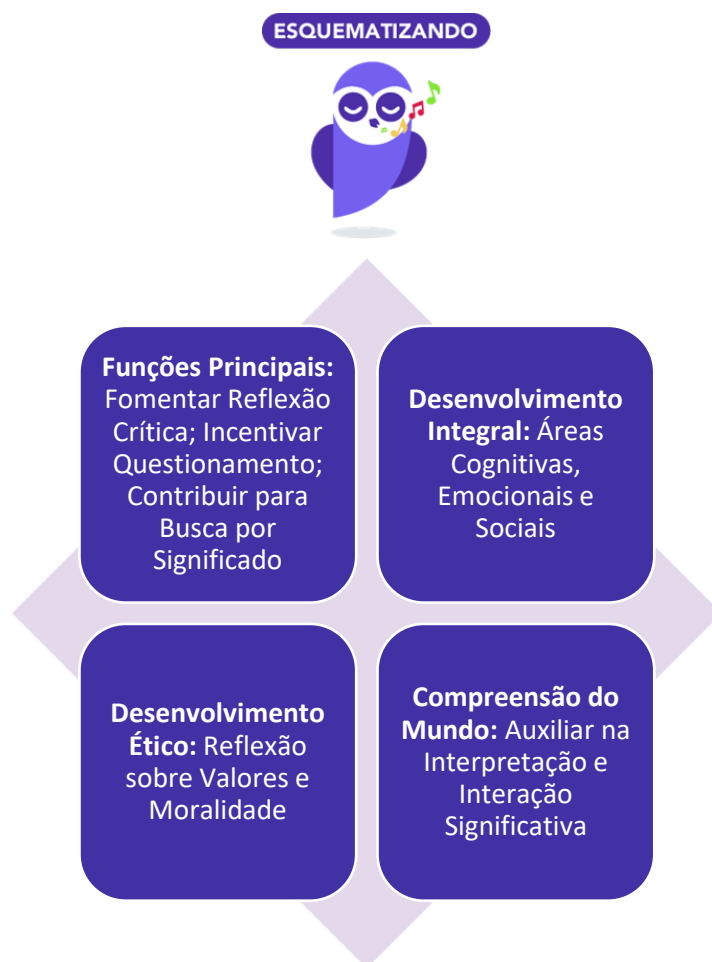 ESQUEMATIZANDO
Funções Principais:
Fomentar Reflexão
Crítica; Incentivar
Questionamento;
Contribuir para
Busca por
Significado
Desenvolvimento
Integral: Áreas
Cognitivas,
Emocionais e
Sociais
Desenvolvimento
Ético: Reflexão
sobre Valores e
Moralidade
Compreensão do
Mundo: Auxiliar na
Interpretação e
Interação
Significativa